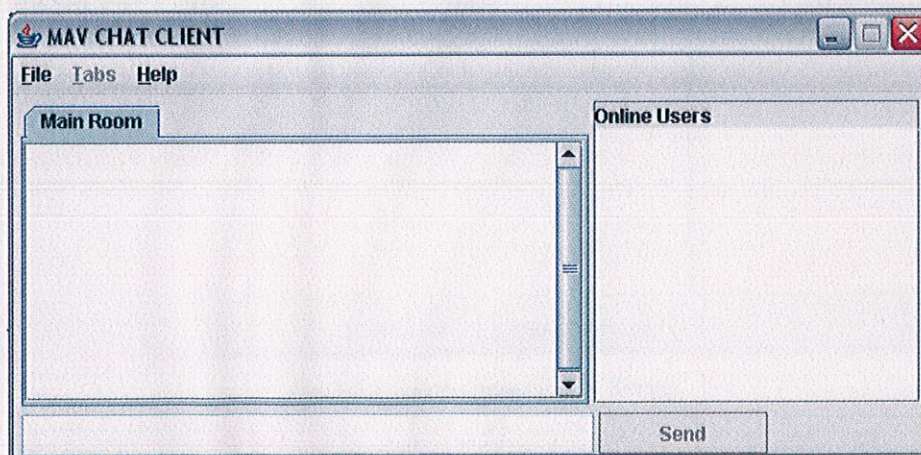 MAV CHAT CLIENT
File Tabs Help
Main Room
Online Users
Send